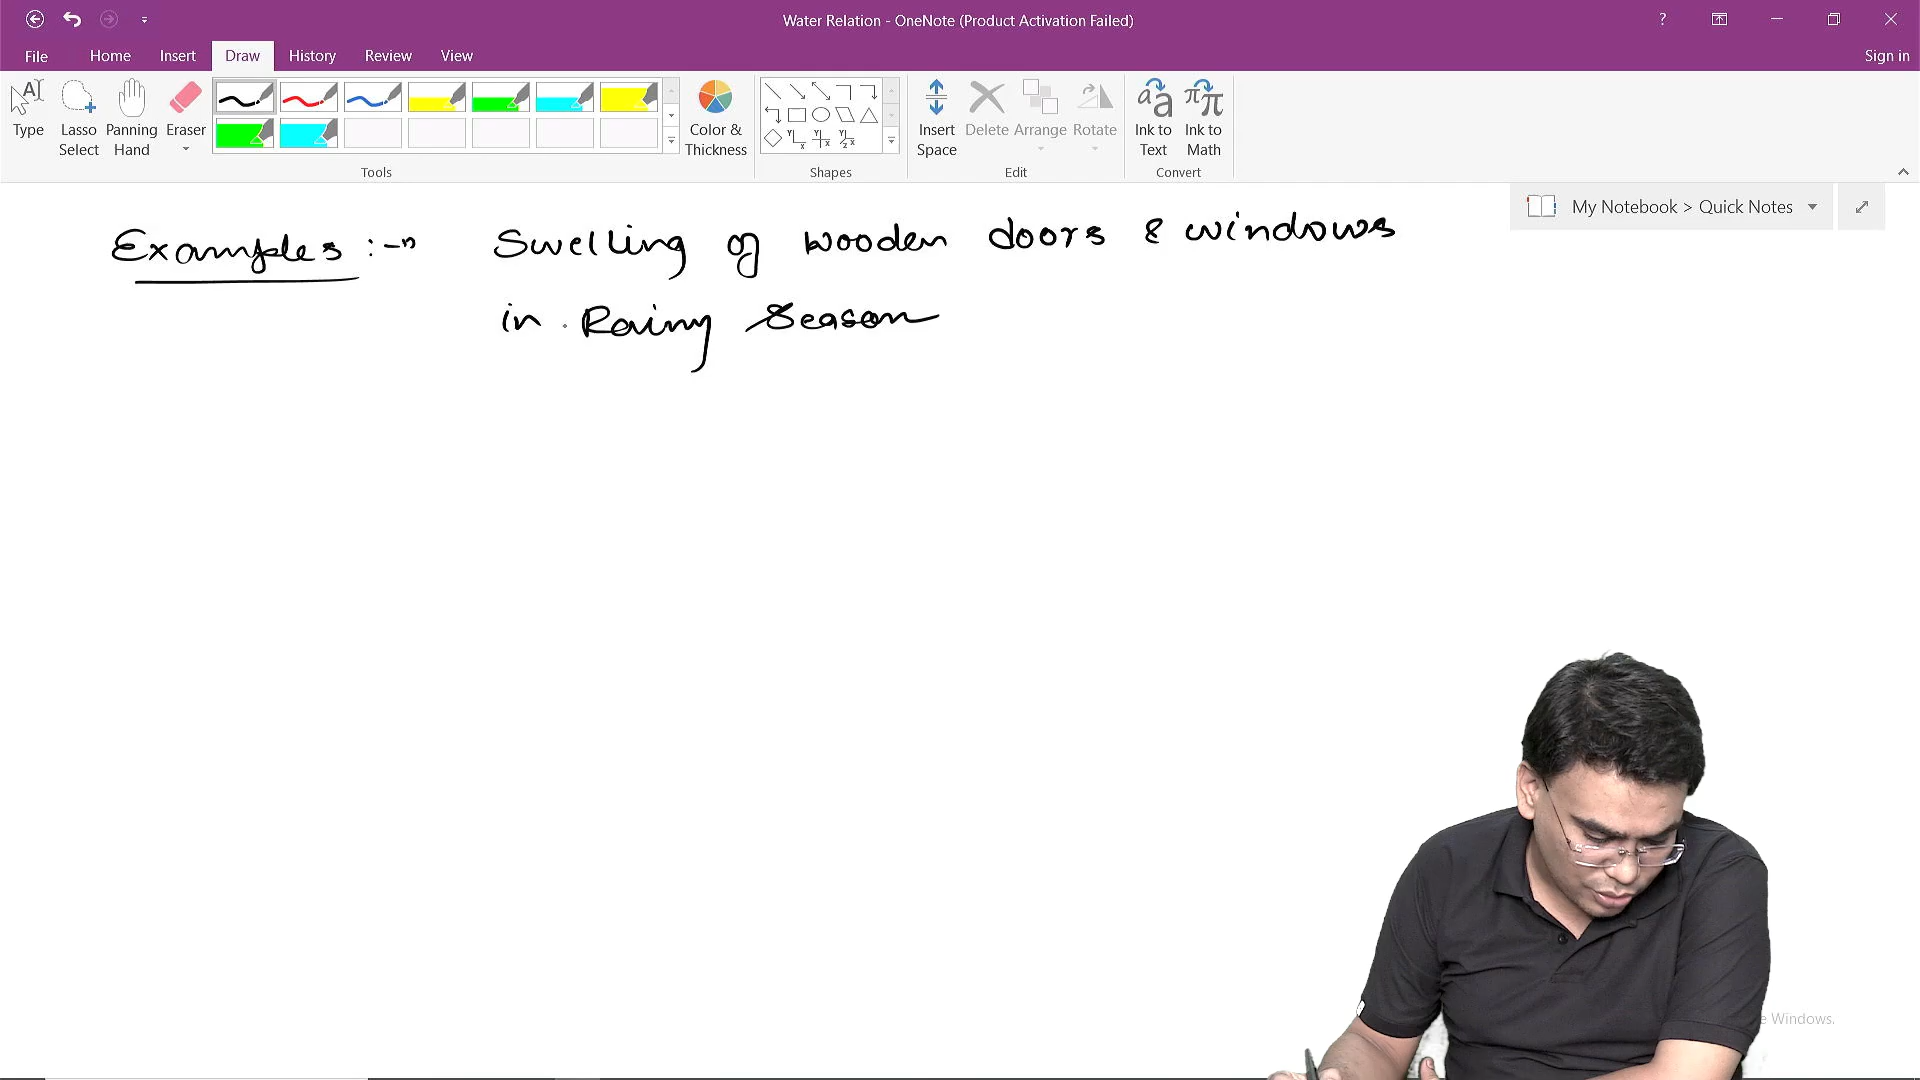 Water Relation - OneNote (Product Activation Failed)
?
File Home Insert Draw History Review View
Sign in
Type
Lasso Select
Panning Hand
Eraser
Color & Thickness
Insert Space
Delete
Arrange
Rotate
Ink to Text
Ink to Math
Tools
Shapes
Edit
Convert
My Notebook > Quick Notes
Examples :- Swelling of wooden doors & windows
in Rainy Season
e Windows.